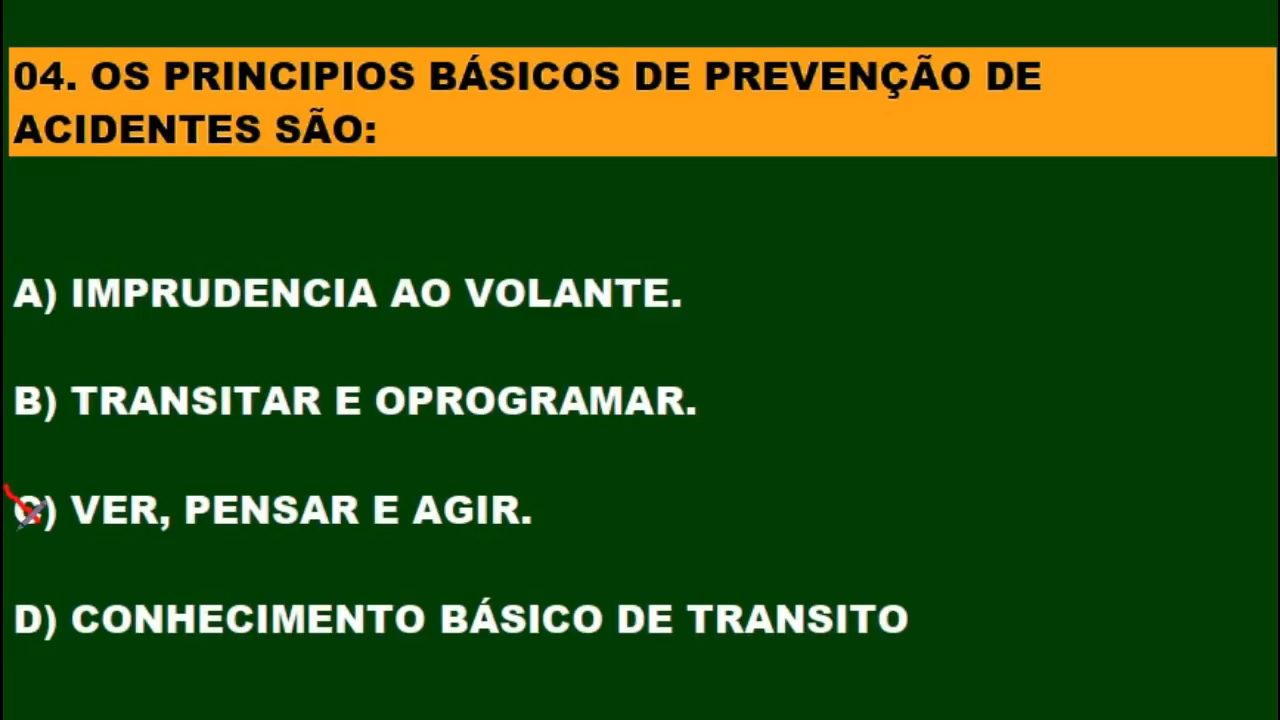 04. OS PRINCIPIOS BÁSICOS DE PREVENÇÃO DE
ACIDENTES SÃO:
A) IMPRUDENCIA AO VOLANTE.
B) TRANSITAR E OPROGRAMAR.
C) VER, PENSAR E AGIR.
D) CONHECIMENTO BÁSICO DE TRANSITO